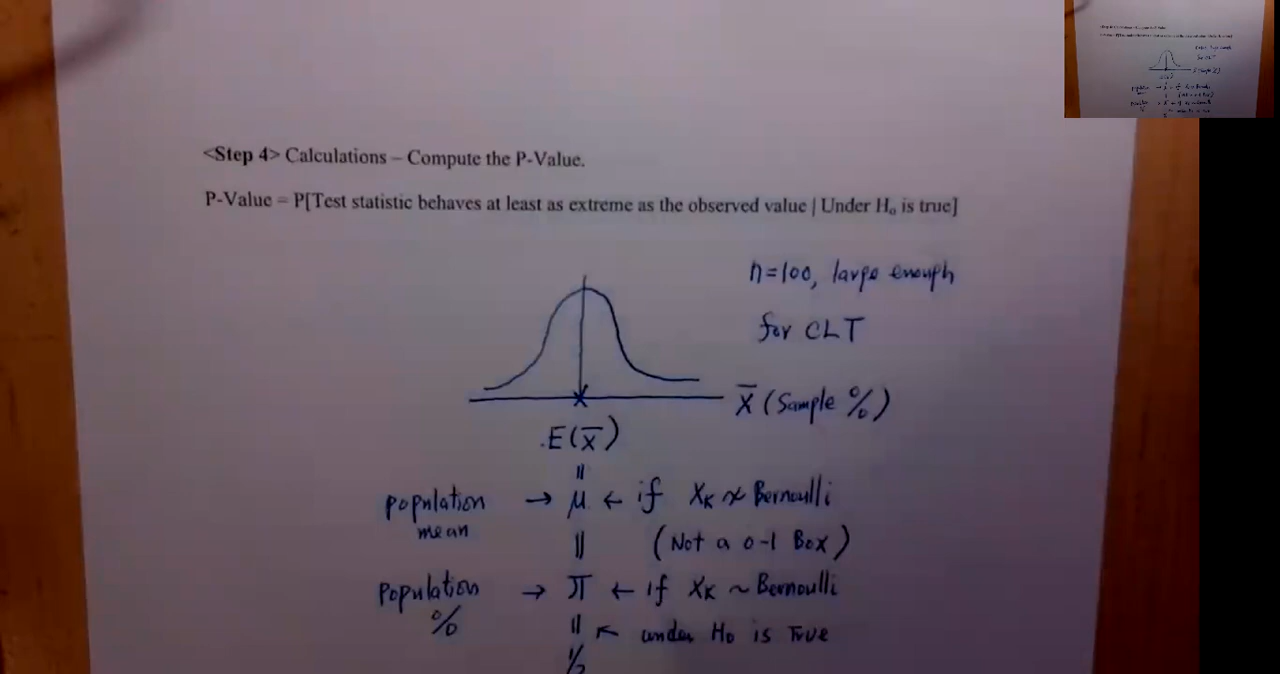 <Step 4> Calculations – Compute the P-Value.
P-Value = P[Test statistic behaves at least as extreme as the observed value | Under H₀ is true]
n=100, large enough
for CLT
X̄ (Sample %)
E(X̄)
||
population mean → μ ← if X_K ≁ Bernoulli
|| (Not a 0-1 Box)
Population % → π ← if X_K ~ Bernoulli
|| ← under H₀ is True
1/2